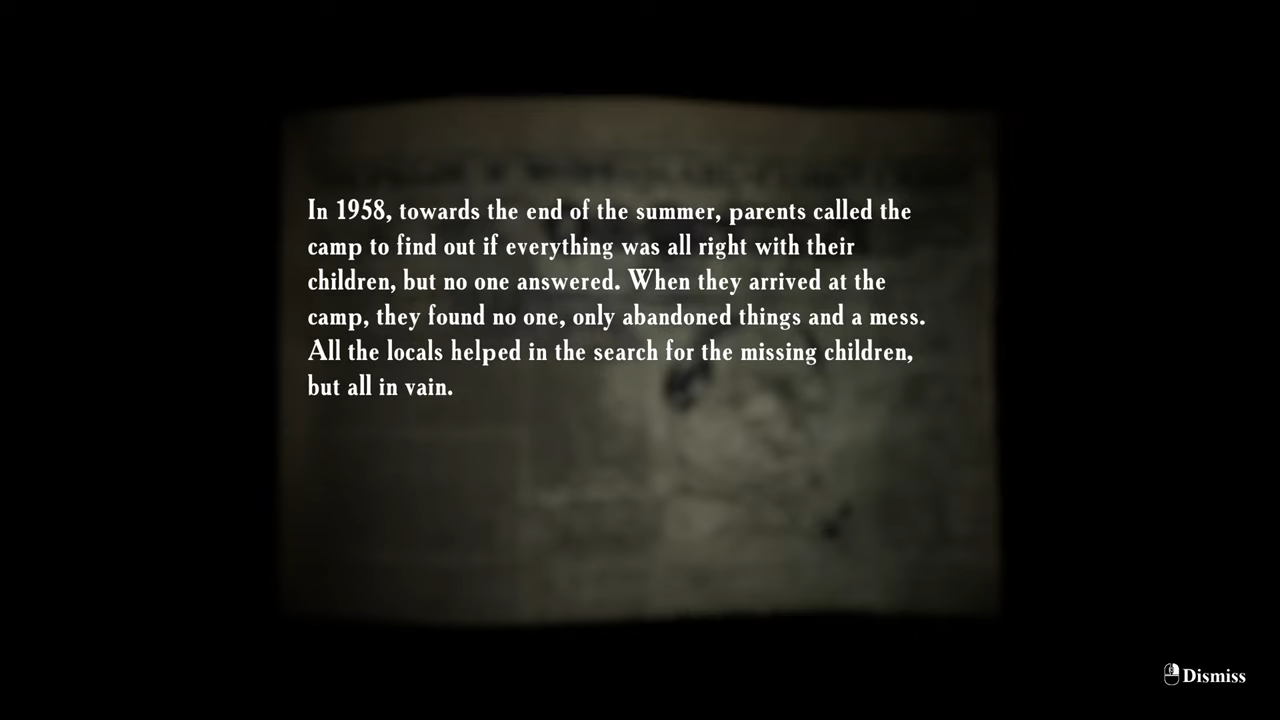 In 1958, towards the end of the summer, parents called the
camp to find out if everything was all right with their
children, but no one answered. When they arrived at the
camp, they found no one, only abandoned things and a mess.
All the locals helped in the search for the missing children,
but all in vain.
Dismiss